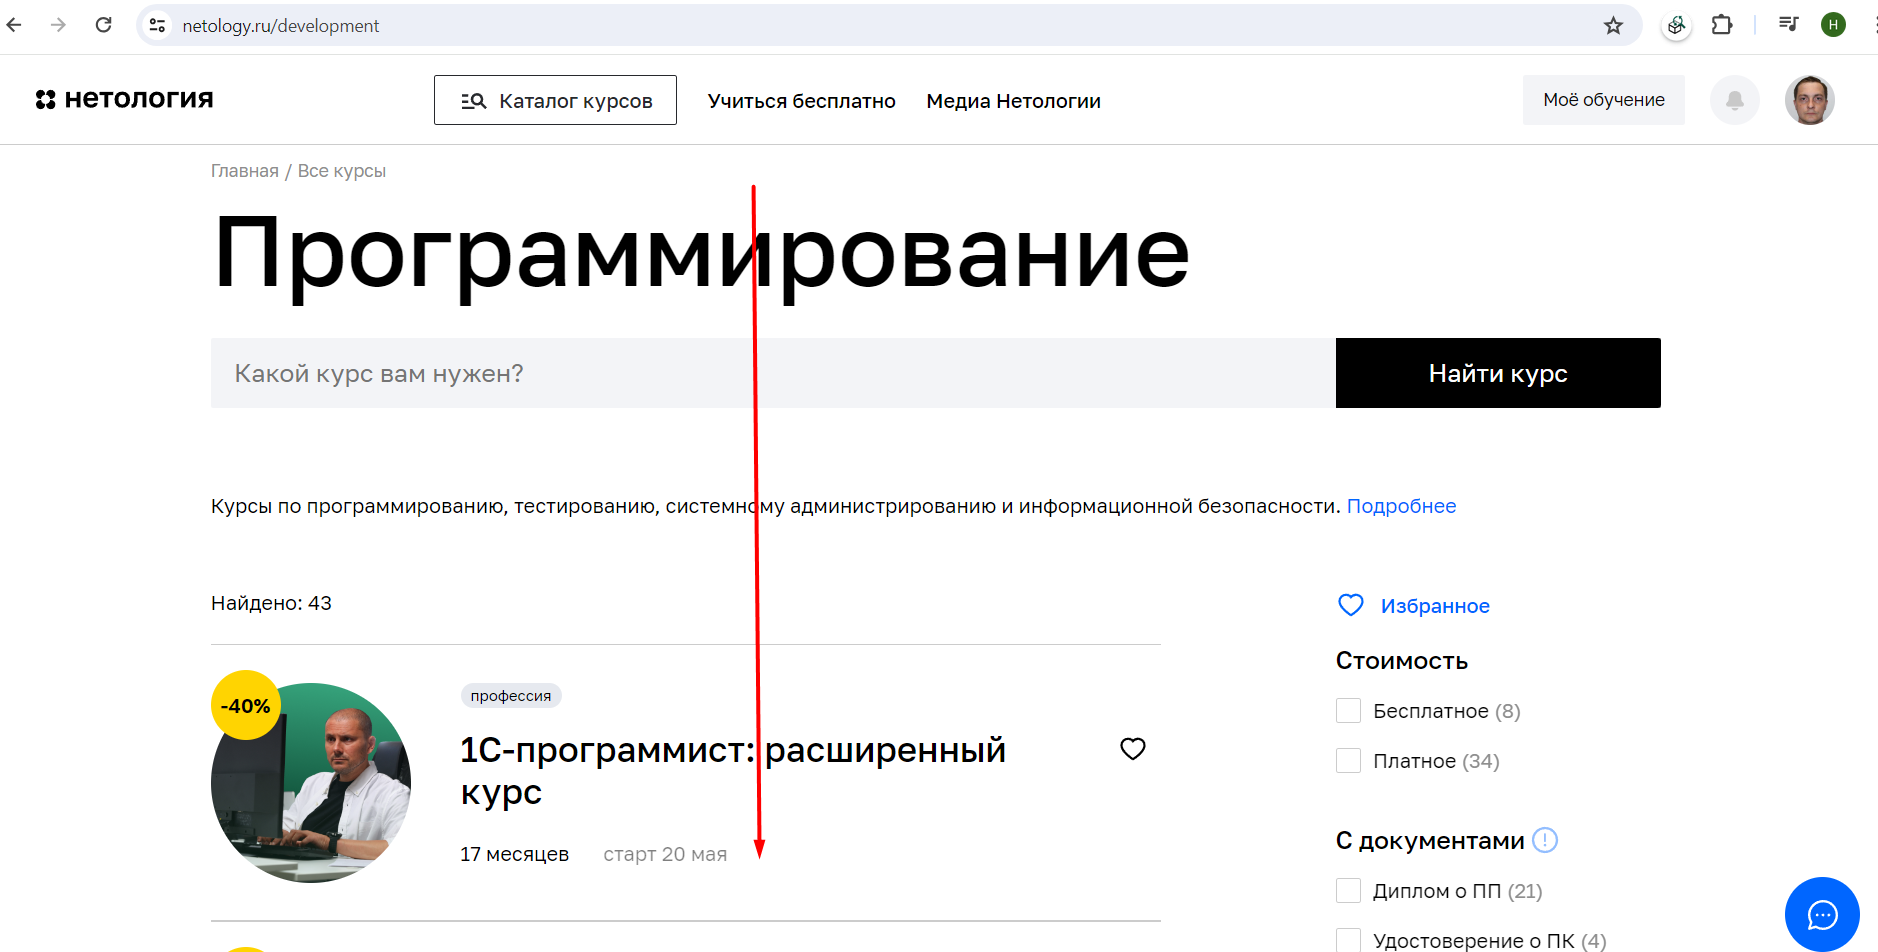 netology.ru/development
Н
нетология
Каталог курсов
Учиться бесплатно
Медиа Нетологии
Моё обучение
Главная / Все курсы
Программирование
Какой курс вам нужен?
Найти курс
Курсы по программированию, тестированию, системному администрированию и информационной безопасности. Подробнее
Найдено: 43
-40%
профессия
1С-программист: расширенный
курс
17 месяцев
старт 20 мая
Избранное
Стоимость
Бесплатное (8)
Платное (34)
С документами
Диплом о ПП (21)
Удостоверение о ПК (4)